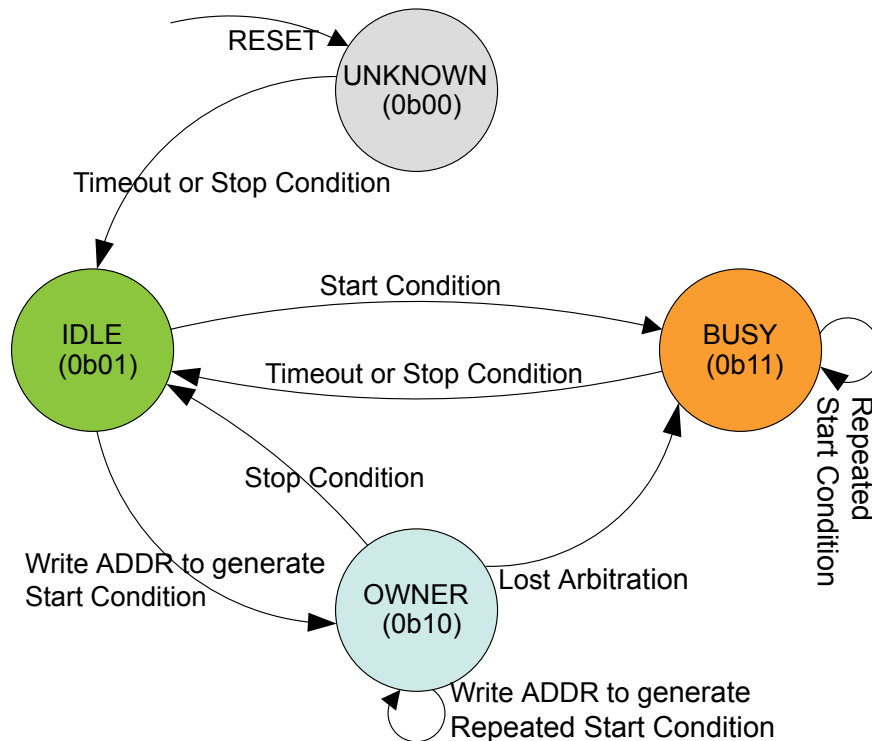 RESET
UNKNOWN
(0b00)
Timeout or Stop Condition
Start Condition
IDLE
(0b01)
BUSY
(0b11)
Timeout or Stop Condition
Repeated
Start Condition
Stop Condition
Write ADDR to generate
Start Condition
OWNER
(0b10)
Lost Arbitration
Write ADDR to generate
Repeated Start Condition